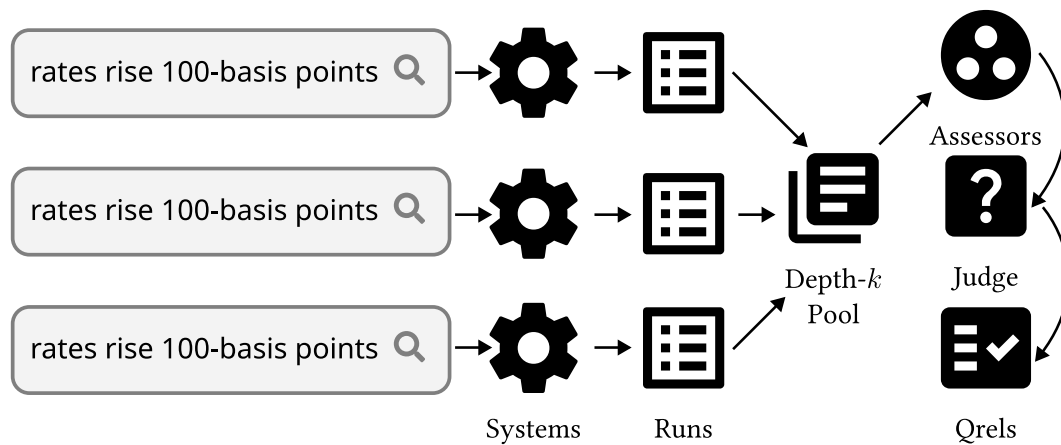 rates rise 100-basis points
rates rise 100-basis points
rates rise 100-basis points
Systems
Runs
Depth-k
Pool
Assessors
?
Judge
Qrels